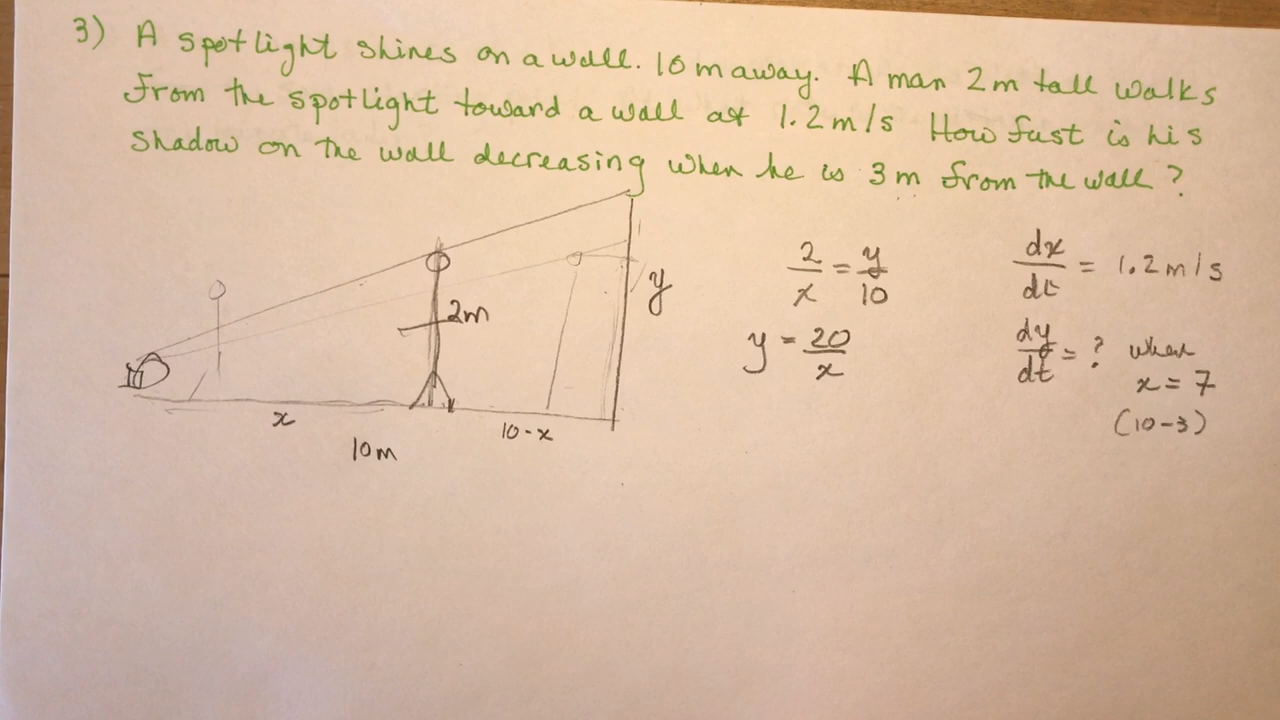 3) A spotlight shines on a wall. 10 m away. A man 2m tall walks
from the spotlight toward a wall at 1.2 m/s How fast is his
shadow on the wall decreasing when he is 3m from the wall?
2/x = y/10
dx/dt = 1.2 m/s
y
2m
y = 20/x
dy/dt = ? when
x = 7
(10-3)
x
10-x
10m